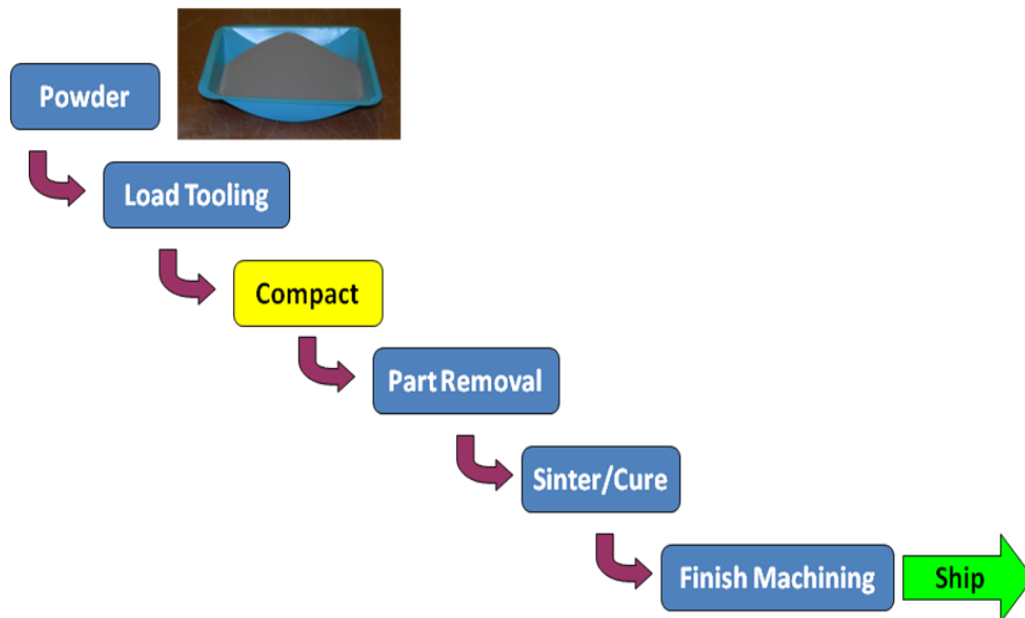 Powder
Load Tooling
Compact
Part Removal
Sinter/Cure
Finish Machining
Ship